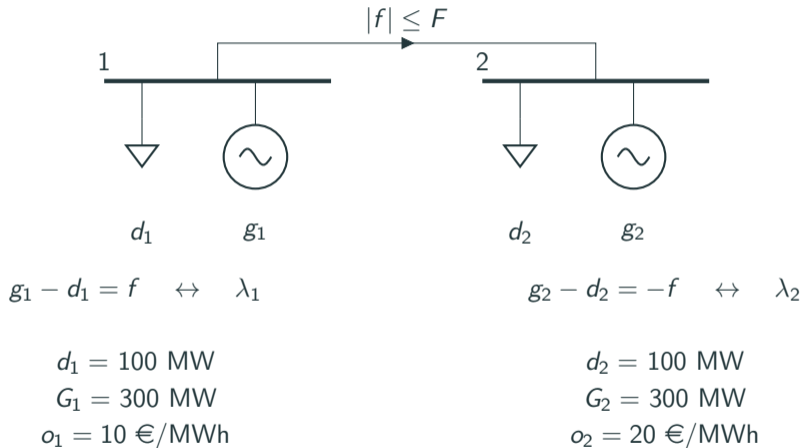 |f| ≤ F
1
2
d₁ g₁
d₂ g₂
g₁ − d₁ = f ↔ λ₁
g₂ − d₂ = −f ↔ λ₂
d₁ = 100 MW
G₁ = 300 MW
o₁ = 10 €/MWh
d₂ = 100 MW
G₂ = 300 MW
o₂ = 20 €/MWh